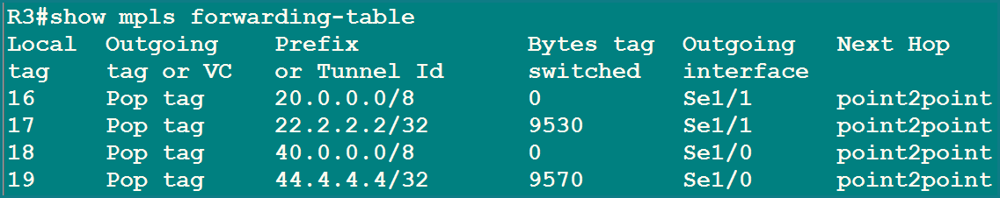 R3#show mpls forwarding-table
Local  Outgoing    Prefix            Bytes tag  Outgoing   Next Hop
tag    tag or VC   or Tunnel Id      switched   interface
16     Pop tag     20.0.0.0/8        0          Se1/1      point2point
17     Pop tag     22.2.2.2/32       9530       Se1/1      point2point
18     Pop tag     40.0.0.0/8        0          Se1/0      point2point
19     Pop tag     44.4.4.4/32       9570       Se1/0      point2point